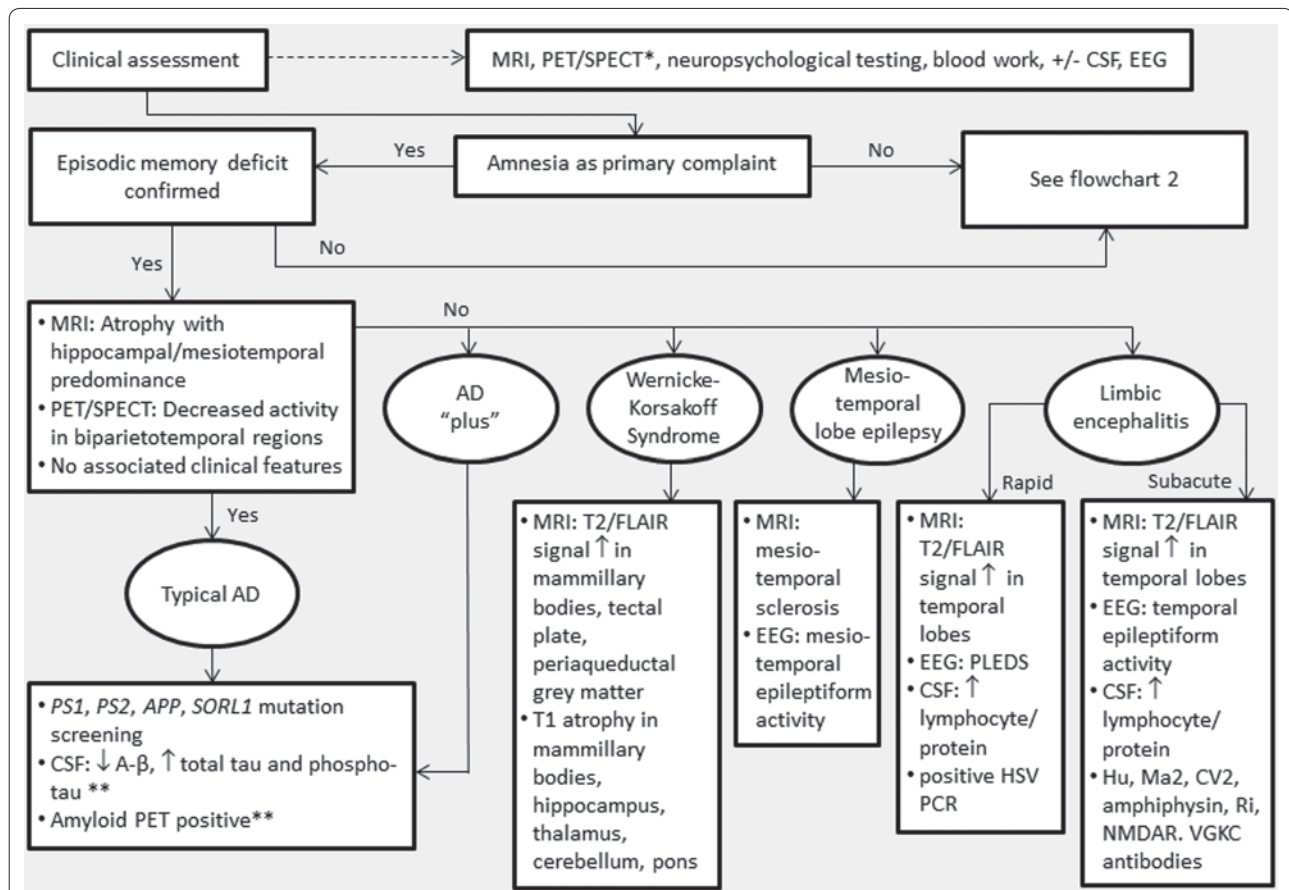 Clinical assessment
MRI, PET/SPECT*, neuropsychological testing, blood work, +/- CSF, EEG
Yes
Amnesia as primary complaint
No
Episodic memory deficit
confirmed
See flowchart 2
No
Yes
• MRI: Atrophy with
hippocampal/mesiotemporal
predominance
• PET/SPECT: Decreased activity
in biparietotemporal regions
• No associated clinical features
No
AD
“plus”
Wernicke-
Korsakoff
Syndrome
Mesio-
temporal
lobe epilepsy
Limbic
encephalitis
Rapid
Subacute
Yes
Typical AD
• PS1, PS2, APP, SORL1 mutation
screening
• CSF: ↓ A-β, ↑ total tau and phospho-
tau **
• Amyloid PET positive**
• MRI: T2/FLAIR
signal ↑ in
mammillary
bodies, tectal
plate,
periaqueductal
grey matter
• T1 atrophy in
mammillary
bodies,
hippocampus,
thalamus,
cerebellum, pons
• MRI:
mesio-
temporal
sclerosis
• EEG: mesio-
temporal
epileptiform
activity
• MRI:
T2/FLAIR
signal ↑ in
temporal
lobes
• EEG: PLEDS
• CSF: ↑
lymphocyte/
protein
• positive HSV
PCR
• MRI: T2/FLAIR
signal ↑ in
temporal lobes
• EEG: temporal
epileptiform
activity
• CSF: ↑
lymphocyte/
protein
• Hu, Ma2, CV2,
amphiphysin, Ri,
NMDAR. VGKC
antibodies